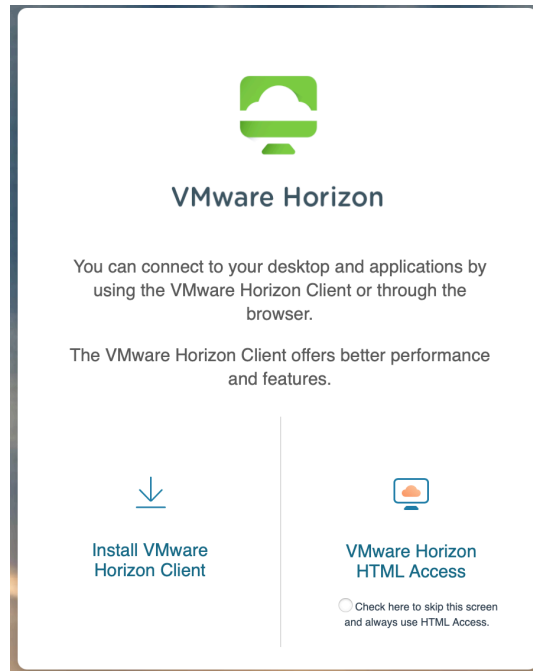 VMware Horizon
You can connect to your desktop and applications by
using the VMware Horizon Client or through the
browser.
The VMware Horizon Client offers better performance
and features.
Install VMware
Horizon Client
VMware Horizon
HTML Access
Check here to skip this screen
and always use HTML Access.